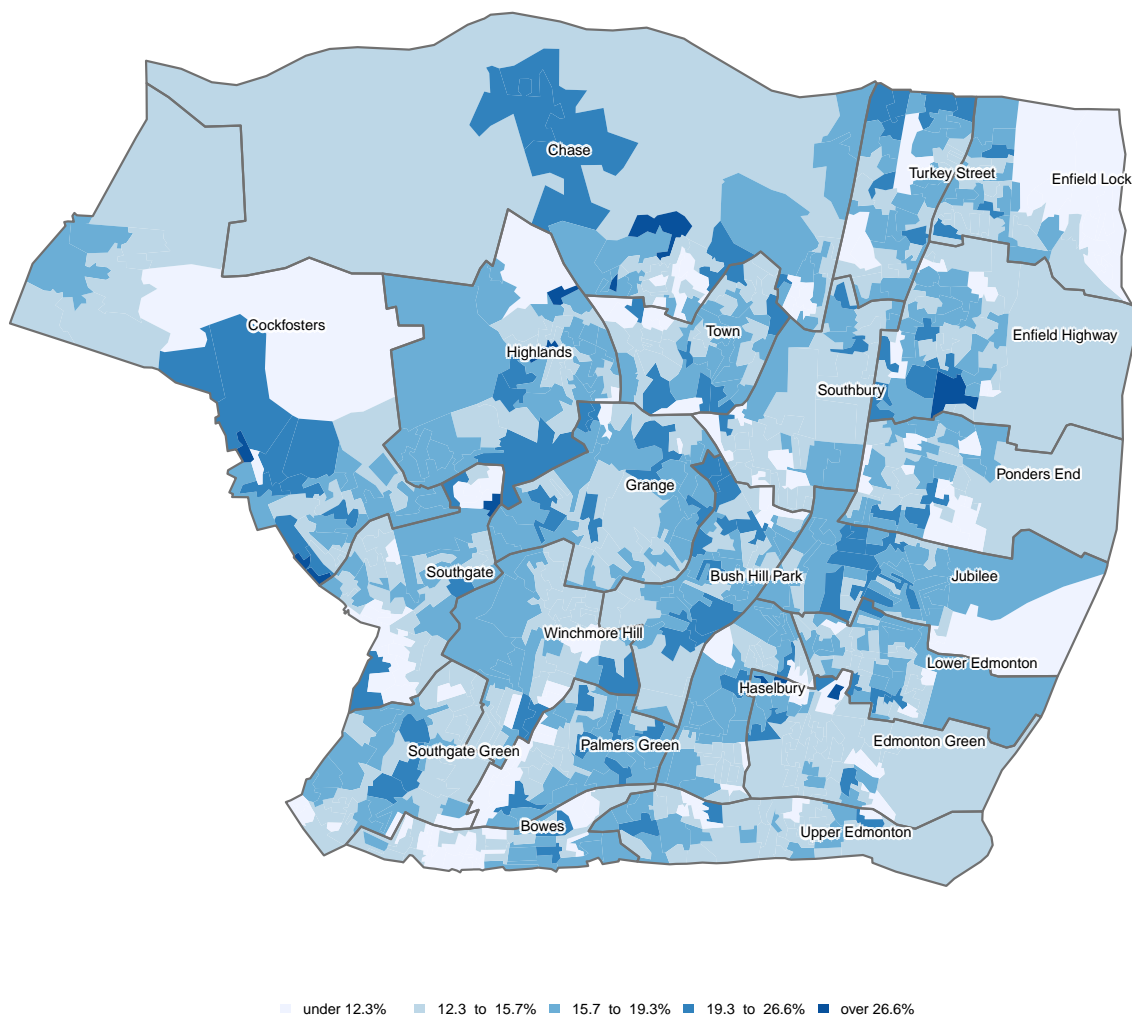 Chase
Turkey Street
Enfield Lock
Cockfosters
Highlands
Town
Enfield Highway
Southbury
Ponders End
Grange
Southgate
Bush Hill Park
Jubilee
Winchmore Hill
Lower Edmonton
Haselbury
Southgate Green
Palmers Green
Edmonton Green
Bowes
Upper Edmonton
under 12.3% 12.3 to 15.7% 15.7 to 19.3% 19.3 to 26.6% over 26.6%